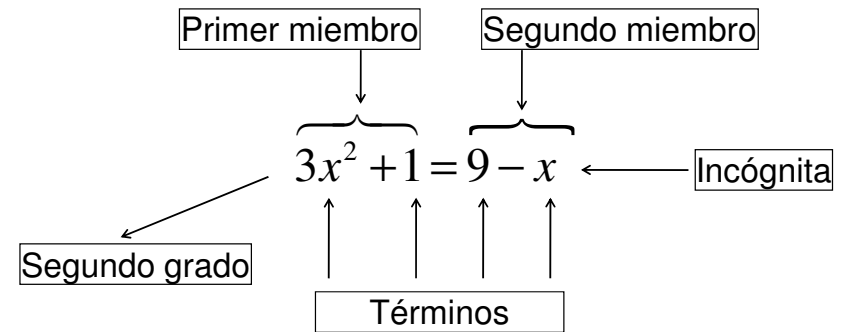 Primer miembro Segundo miembro
3x² + 1 = 9 − x
Incógnita
Segundo grado
Términos